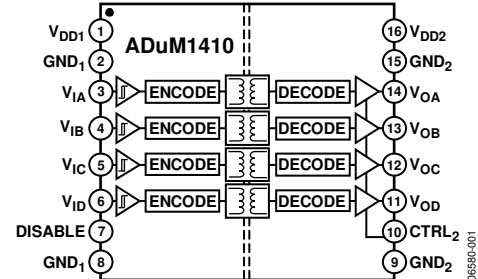 ADuM1410
VDD1 1
GND1 2
VIA 3 ENCODE DECODE 14 VOA
VIB 4 ENCODE DECODE 13 VOB
VIC 5 ENCODE DECODE 12 VOC
VID 6 ENCODE DECODE 11 VOD
DISABLE 7
GND1 8
16 VDD2
15 GND2
10 CTRL2
9 GND2
06580-001